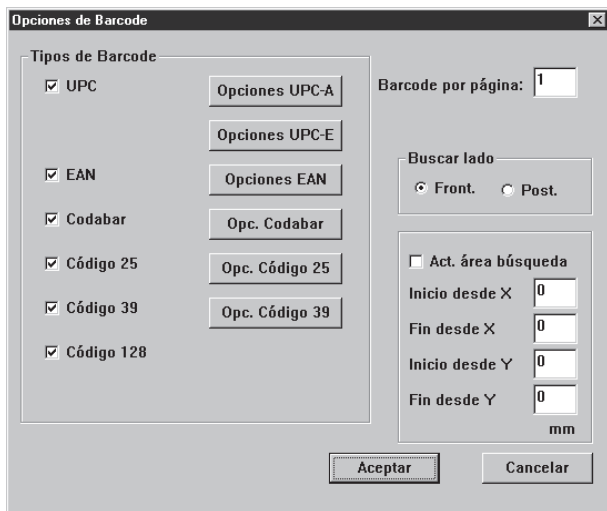 Opciones de Barcode
Tipos de Barcode
UPC
Opciones UPC-A
Opciones UPC-E
EAN
Opciones EAN
Codabar
Opc. Codabar
Código 25
Opc. Código 25
Código 39
Opc. Código 39
Código 128
Barcode por página: 1
Buscar lado
Front. Post.
Act. área búsqueda
Inicio desde X 0
Fin desde X 0
Inicio desde Y 0
Fin desde Y 0
mm
Aceptar
Cancelar